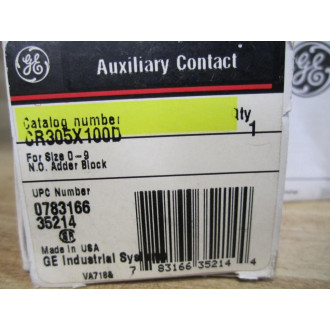 GE
Auxiliary Contact
Catalog number
Qty
CR305X100D
1
For Size 0-9
N.O. Adder Block
UPC Number
0783166
35214
Made In USA
GE Industrial Systems
VA7186
7 83166 35214 4